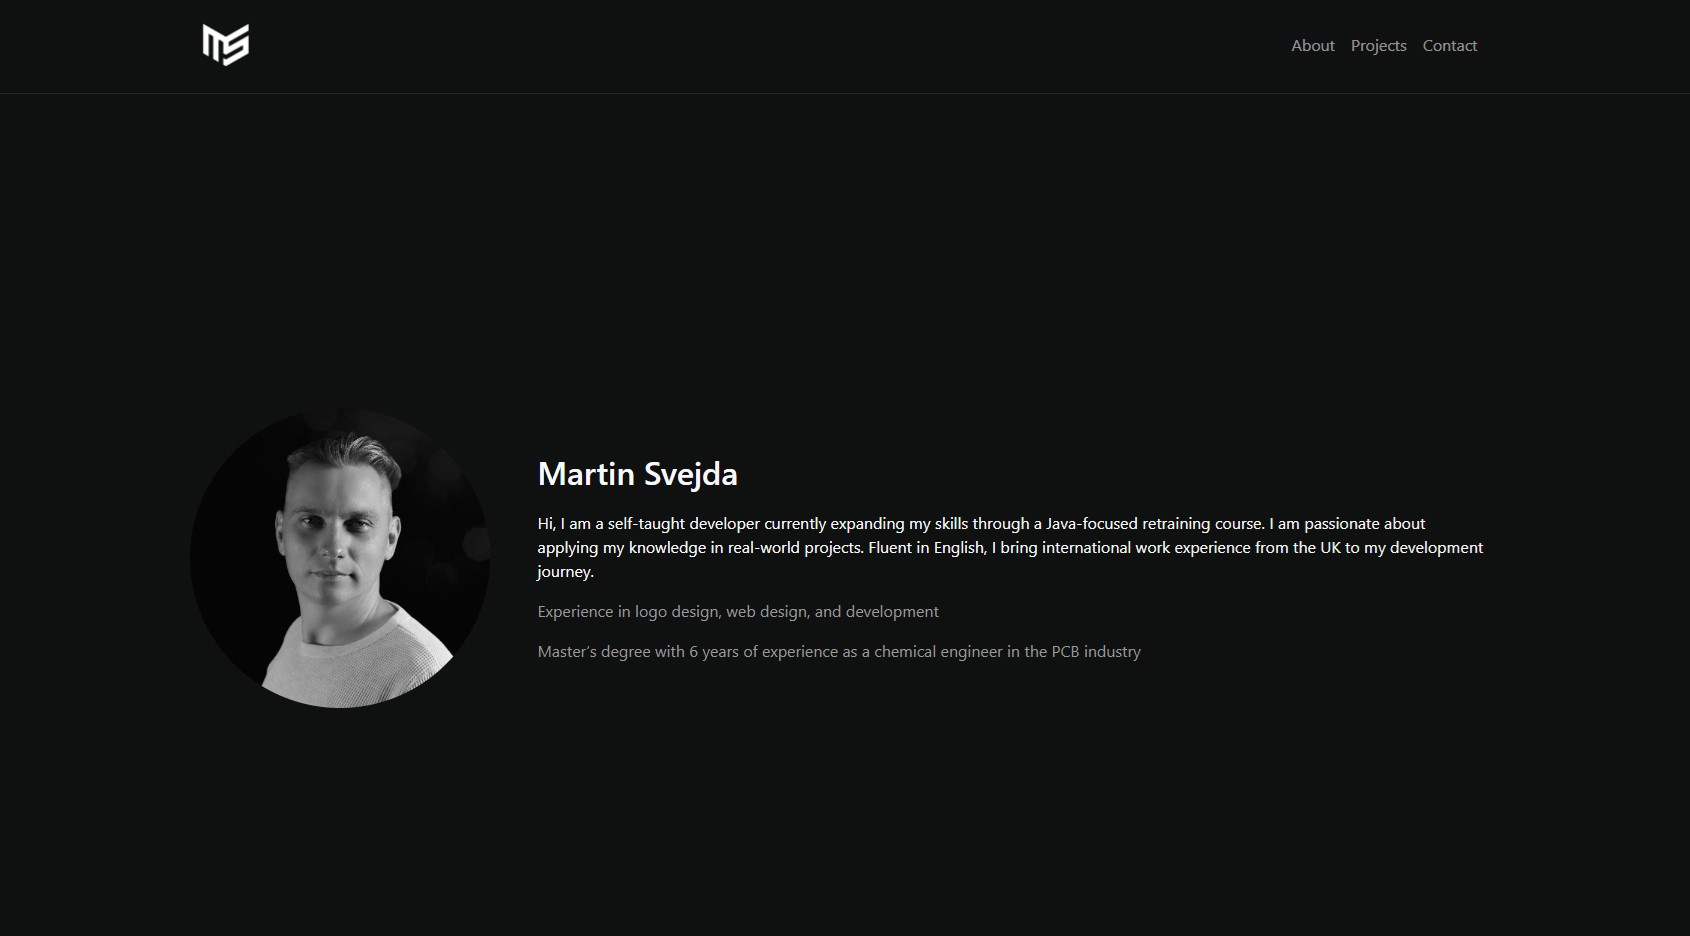 MS
About Projects Contact
Martin Svejda
Hi, I am a self-taught developer currently expanding my skills through a Java-focused retraining course. I am passionate about
applying my knowledge in real-world projects. Fluent in English, I bring international work experience from the UK to my development
journey.
Experience in logo design, web design, and development
Master's degree with 6 years of experience as a chemical engineer in the PCB industry